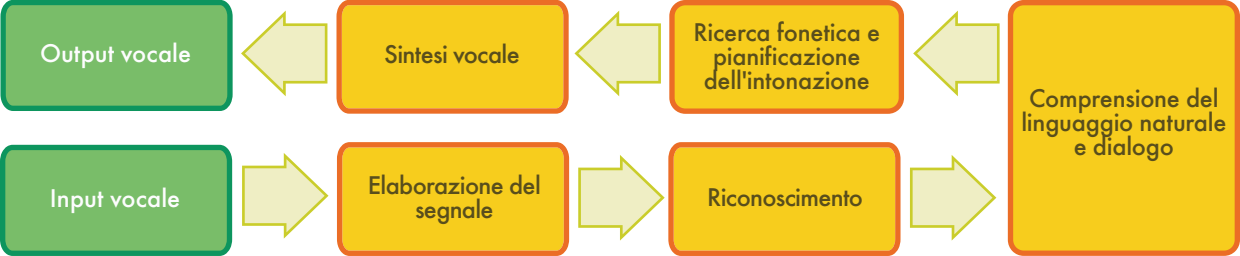 Output vocale
Sintesi vocale
Ricerca fonetica e
pianificazione
dell'intonazione
Comprensione del
linguaggio naturale
e dialogo
Input vocale
Elaborazione del
segnale
Riconoscimento